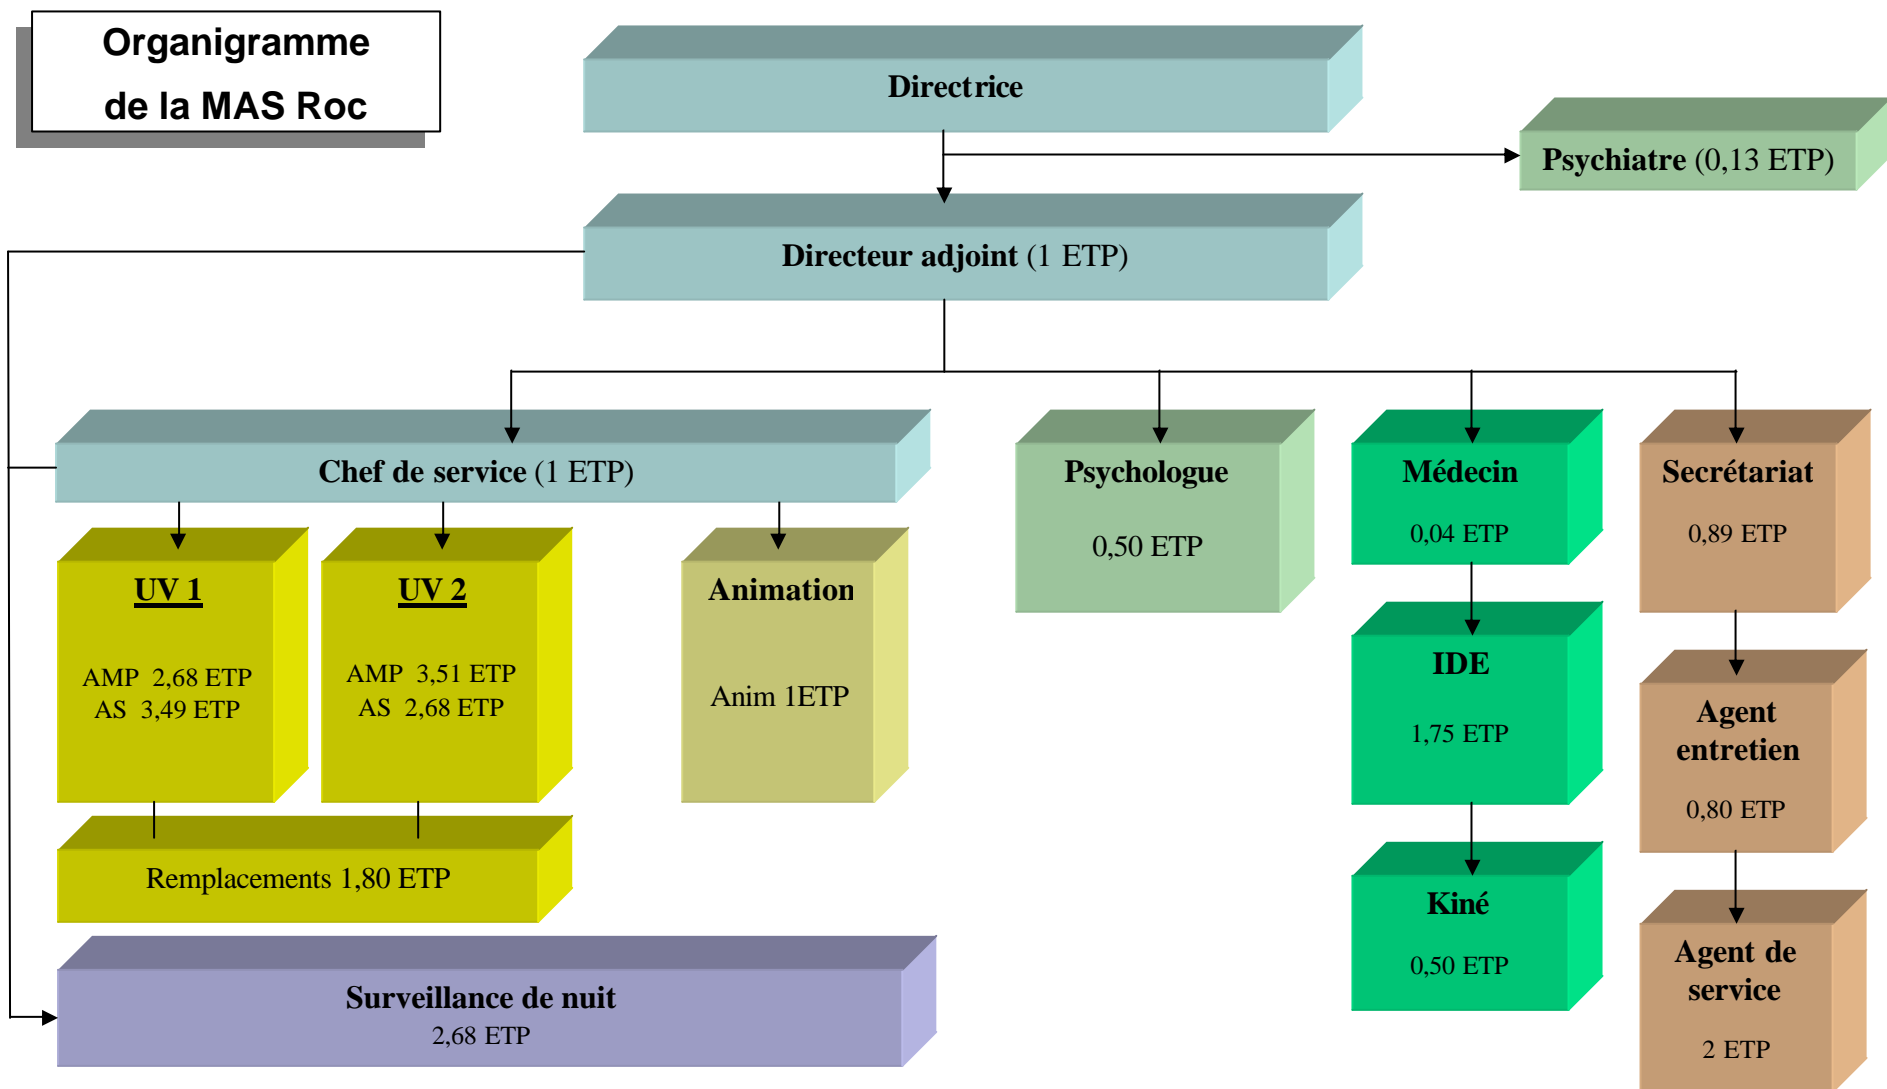 Organigramme
de la MAS Roc
Directrice
Psychiatre (0,13 ETP)
Directeur adjoint (1 ETP)
Chef de service (1 ETP)
Psychologue
0,50 ETP
Médecin
0,04 ETP
Secrétariat
0,89 ETP
UV 1
AMP 2,68 ETP
AS 3,49 ETP
UV 2
AMP 3,51 ETP
AS 2,68 ETP
Animation
Anim 1ETP
IDE
1,75 ETP
Agent
entretien
0,80 ETP
Remplacements 1,80 ETP
Kiné
0,50 ETP
Agent de
service
2 ETP
Surveillance de nuit
2,68 ETP